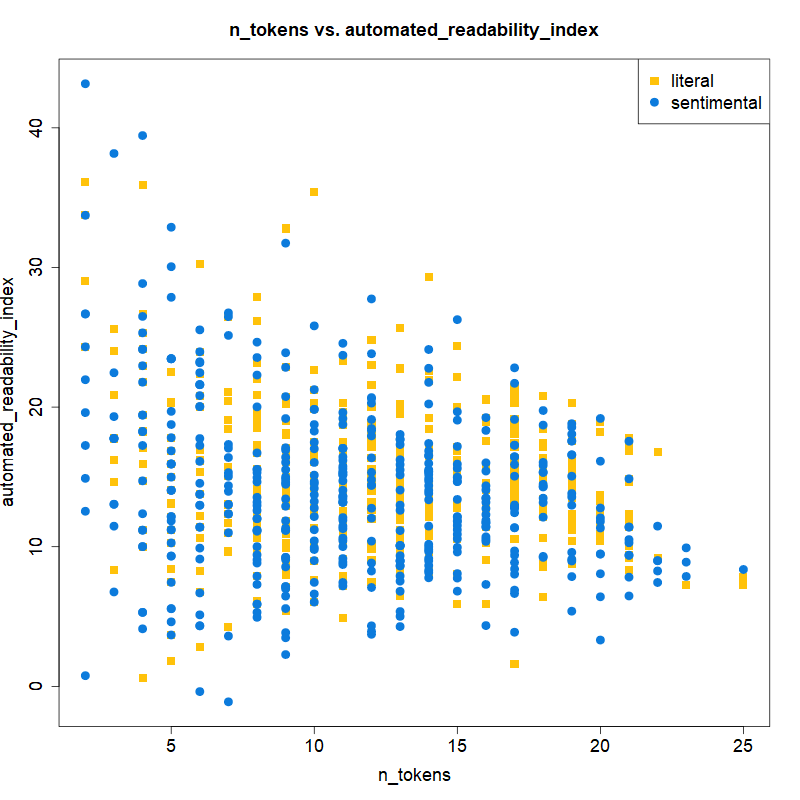 n_tokens vs. automated_readability_index
literal
sentimental
automated_readability_index
40
30
20
10
0
5
10
15
20
25
n_tokens